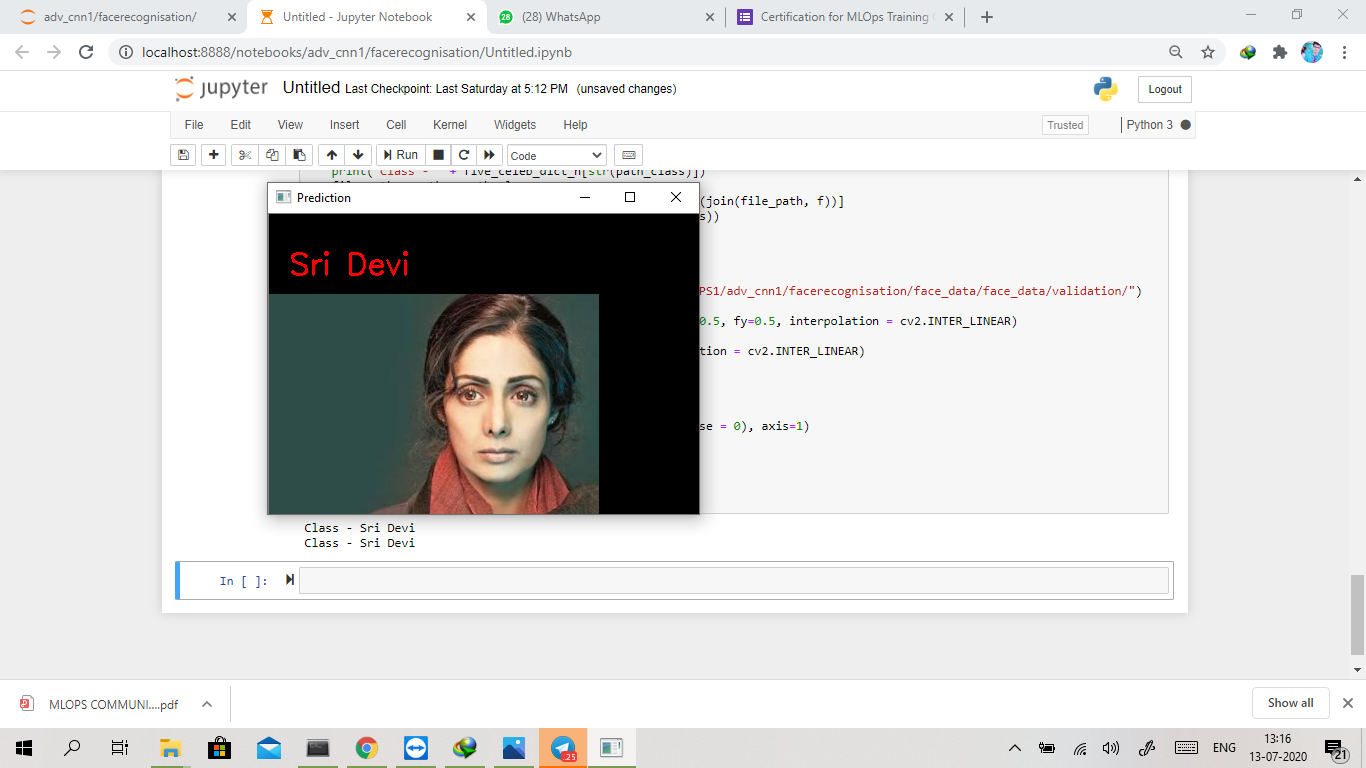 adv_cnn1/facerecognisation/
Untitled - Jupyter Notebook
28
(28) WhatsApp
Certification for MLOps Training
localhost:8888/notebooks/adv_cnn1/facerecognisation/Untitled.ipynb
jupyter
Untitled Last Checkpoint: Last Saturday at 5:12 PM (unsaved changes)
Logout
File Edit View Insert Cell Kernel Widgets Help
Trusted
Python 3
Run
Code
print("Class - " + five_celeb_dict_n[str(path_class)])
Prediction
(join(file_path, f))]
s))
Sri Devi
PS1/adv_cnn1/facerecognisation/face_data/face_data/validation/")
0.5, fy=0.5, interpolation = cv2.INTER_LINEAR)
tion = cv2.INTER_LINEAR)
se = 0), axis=1)
Class - Sri Devi
Class - Sri Devi
In [ ]:
MLOPS COMMUNI....pdf
Show all
.25
ENG
13:16
13-07-2020
21